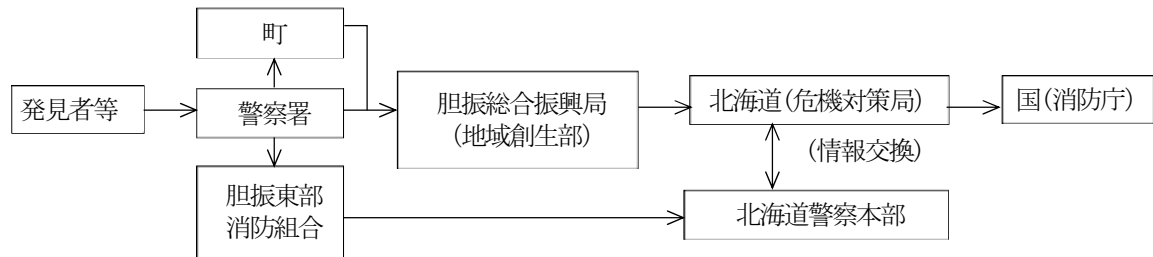 町
発見者等
警察署
胆振総合振興局
(地域創生部)
北海道(危機対策局)
国(消防庁)
(情報交換)
胆振東部
消防組合
北海道警察本部